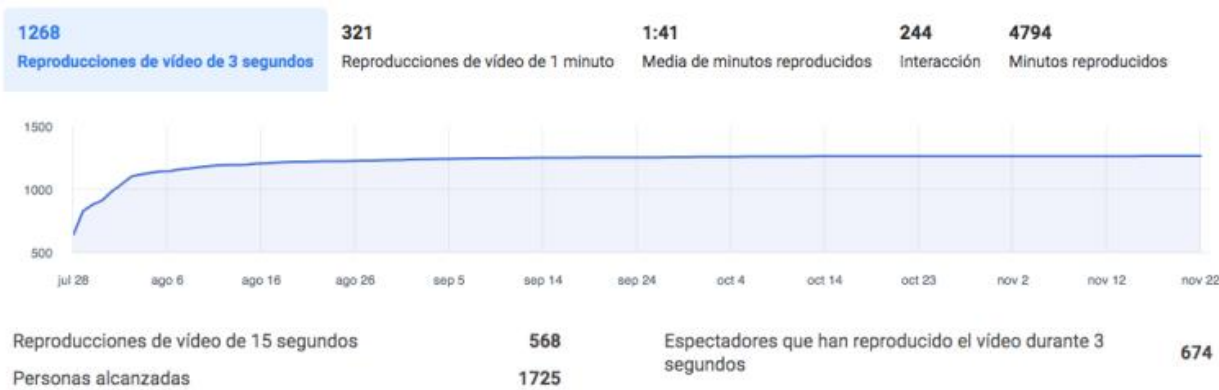 1268
Reproducciones de vídeo de 3 segundos
321
Reproducciones de vídeo de 1 minuto
1:41
Media de minutos reproducidos
244
Interacción
4794
Minutos reproducidos
1500
1000
500
jul 28 ago 6 ago 16 ago 26 sep 5 sep 14 sep 24 oct 4 oct 14 oct 23 nov 2 nov 12 nov 22
Reproducciones de vídeo de 15 segundos 568
Personas alcanzadas 1725
Espectadores que han reproducido el vídeo durante 3
segundos
674